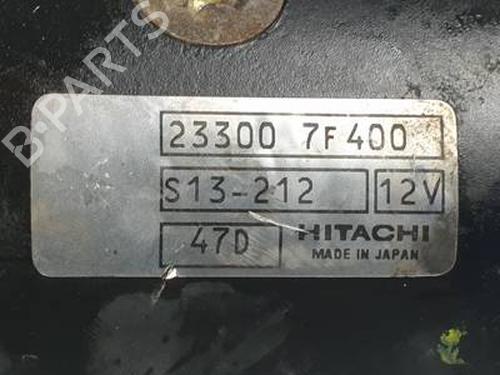 B-PARTS
23300 7F400
S13-212 12V
47D HITACHI
MADE IN JAPAN